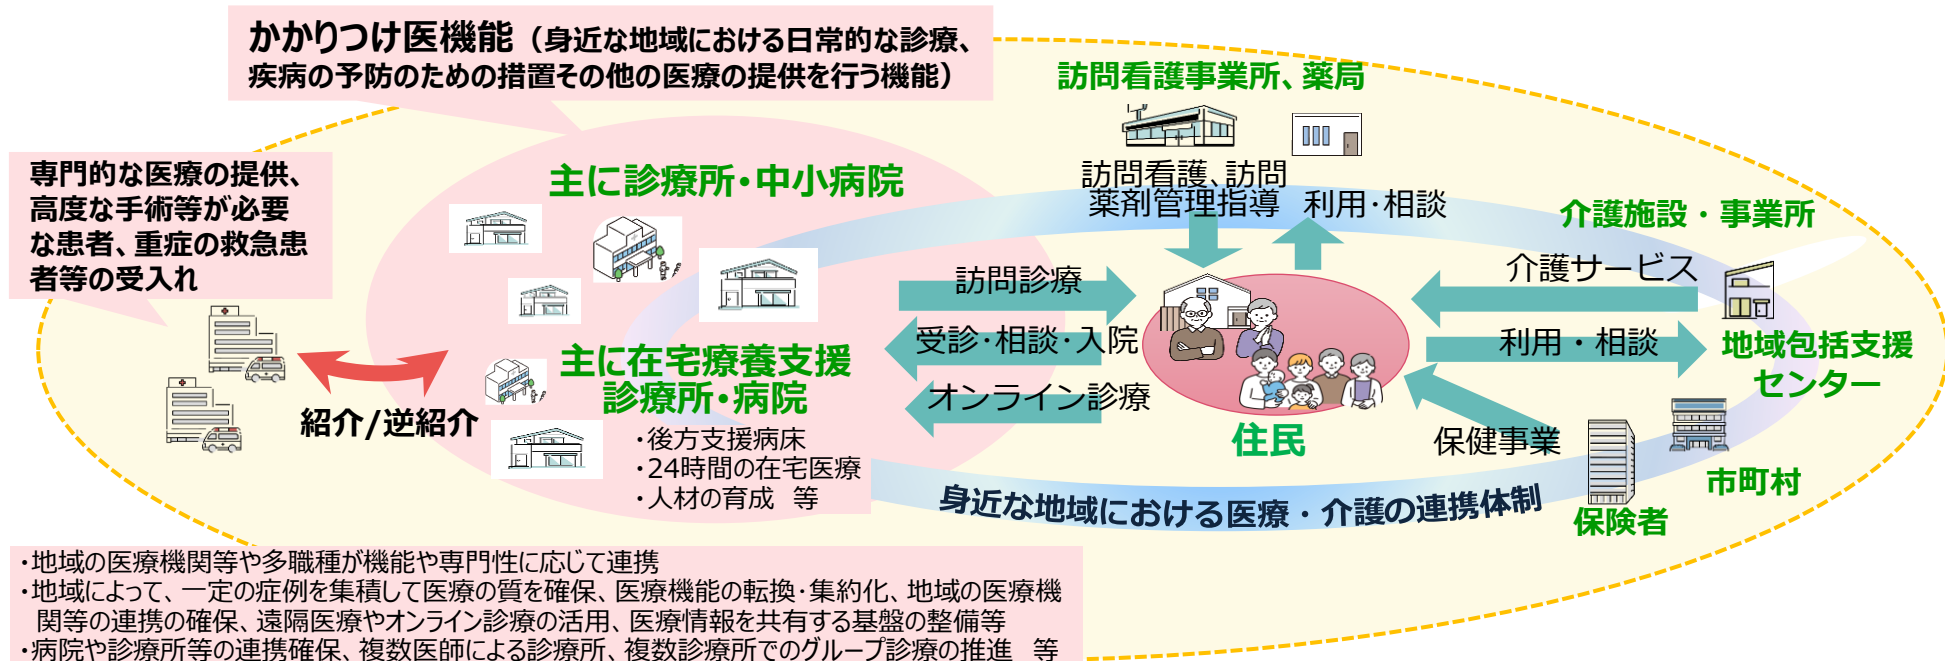 かかりつけ医機能（身近な地域における日常的な診療、
疾病の予防のための措置その他の医療の提供を行う機能）
専門的な医療の提供、
高度な手術等が必要
な患者、重症の救急患
者等の受入れ
紹介/逆紹介
主に診療所・中小病院
主に在宅療養支援
診療所・病院
・後方支援病床
・24時間の在宅医療
・人材の育成　等
訪問診療
受診・相談・入院
オンライン診療
訪問看護事業所、薬局
訪問看護、訪問
薬剤管理指導
利用・相談
住民
介護施設・事業所
介護サービス
利用・相談
地域包括支援
センター
保健事業
市町村
保険者
身近な地域における医療・介護の連携体制
・地域の医療機関等や多職種が機能や専門性に応じて連携
・地域によって、一定の症例を集積して医療の質を確保、医療機能の転換・集約化、地域の医療機
関等の連携の確保、遠隔医療やオンライン診療の活用、医療情報を共有する基盤の整備等
・病院や診療所等の連携確保、複数医師による診療所、複数診療所でのグループ診療の推進　等